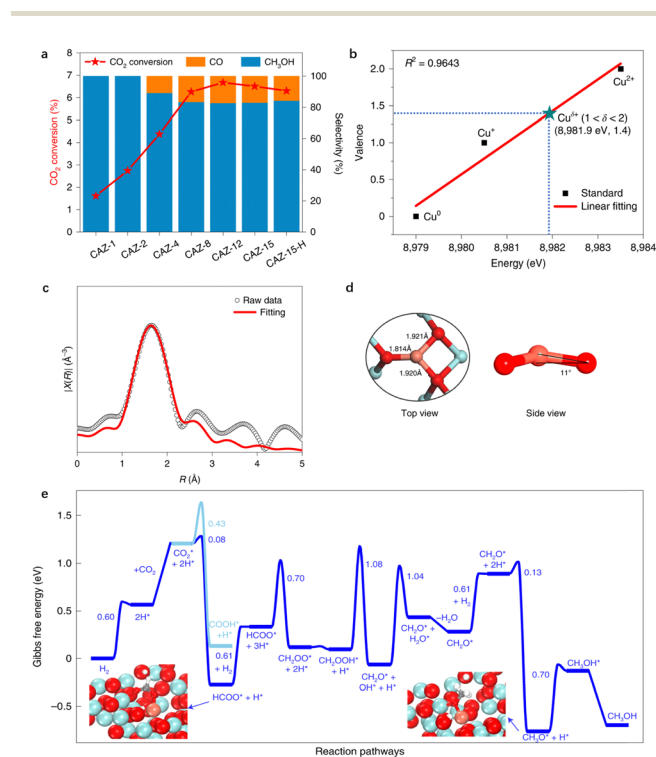 a
CO₂ conversion CO CH₃OH
8
7
6
5
4
3
2
1
0
CO₂ conversion (%)
100
80
60
40
20
0
Selectivity (%)
CAZ-1 CAZ-2 CAZ-4 CAZ-8 CAZ-12 CAZ-15 CAZ-15-H
b
R² = 0.9643
2.0
1.5
1.0
0.5
0
Valence
Cu²⁺
Cuᵟ⁺ (1 < δ < 2)
(8,981.9 eV, 1.4)
Cu⁺
Cu⁰
Standard
Linear fitting
8,979 8,980 8,981 8,982 8,983 8,984
Energy (eV)
c
Raw data
Fitting
|X(R)| (Å⁻³)
0 1 2 3 4 5
R (Å)
d
1.921Å
1.814Å
1.920Å
11°
Top view Side view
e
1.5
1.0
0.5
0
−0.5
Gibbs free energy (eV)
H₂
0.60
2H*
+CO₂
CO₂*
+ 2H*
0.43
0.08
COOH*
+H*
0.61
+ H₂
HCOO* + H*
HCOO*
+ 3H*
0.70
CH₂OO*
+ 2H*
CH₂OOH*
+ H*
1.08
CH₂O* +
OH* + H*
1.04
CH₂O* +
H₂O*
−H₂O
CH₂O*
0.61
+ H₂
CH₂O*
+ 2H*
0.13
CH₃O* + H*
0.70
CH₃OH*
CH₃OH
Reaction pathways